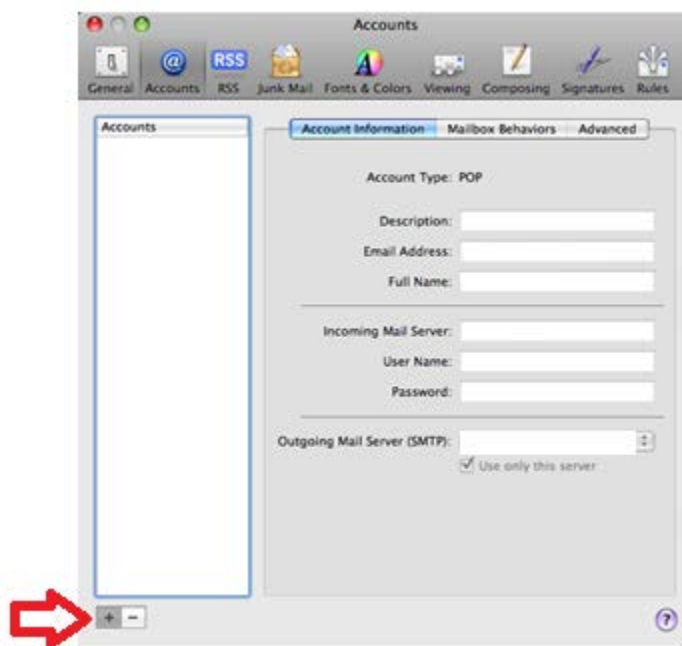 Accounts
@ RSS
General Accounts RSS Junk Mail Fonts & Colors Viewing Composing Signatures Rules
Accounts
Account Information Mailbox Behaviors Advanced
Account Type: POP
Description:
Email Address:
Full Name:
Incoming Mail Server:
User Name:
Password:
Outgoing Mail Server (SMTP):
Use only this server
+ −
?